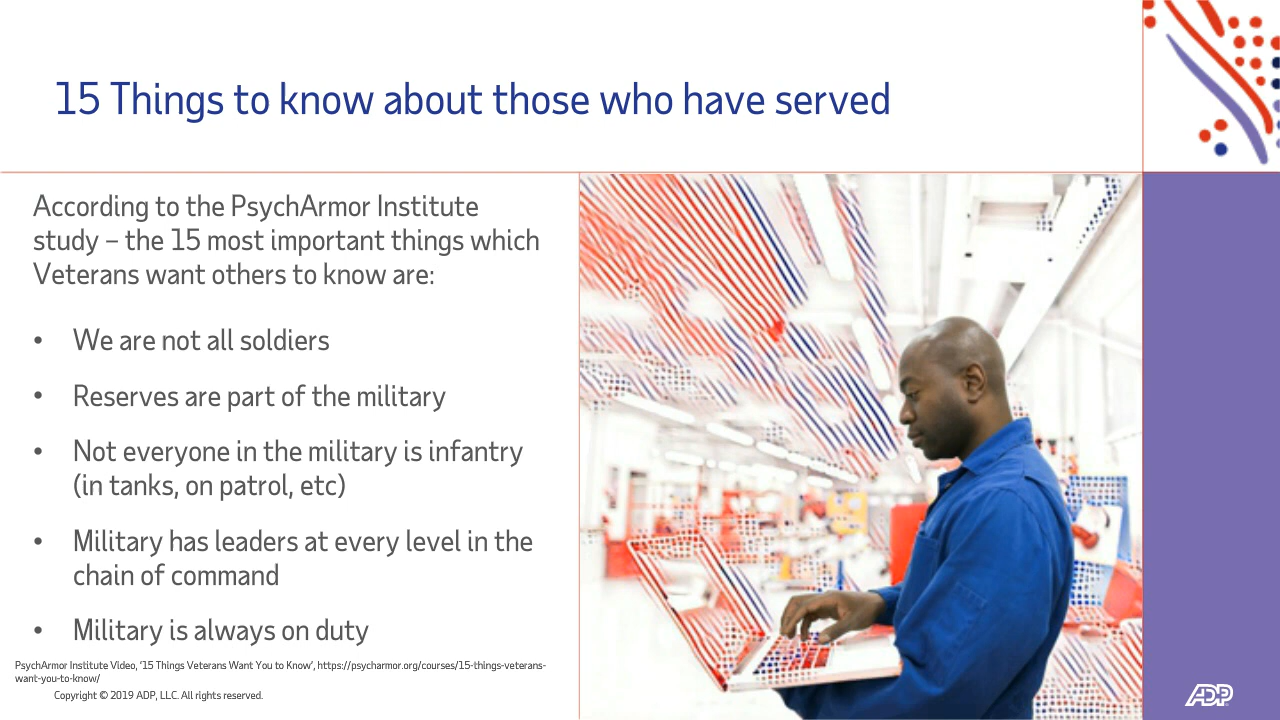 15 Things to know about those who have served
According to the PsychArmor Institute
study – the 15 most important things which
Veterans want others to know are:
• We are not all soldiers
• Reserves are part of the military
• Not everyone in the military is infantry
(in tanks, on patrol, etc)
• Military has leaders at every level in the
chain of command
• Military is always on duty
PsychArmor Institute Video, '15 Things Veterans Want You to Know', https://psycharmor.org/courses/15-things-veterans-
want-you-to-know/
Copyright © 2019 ADP, LLC. All rights reserved.
ADP